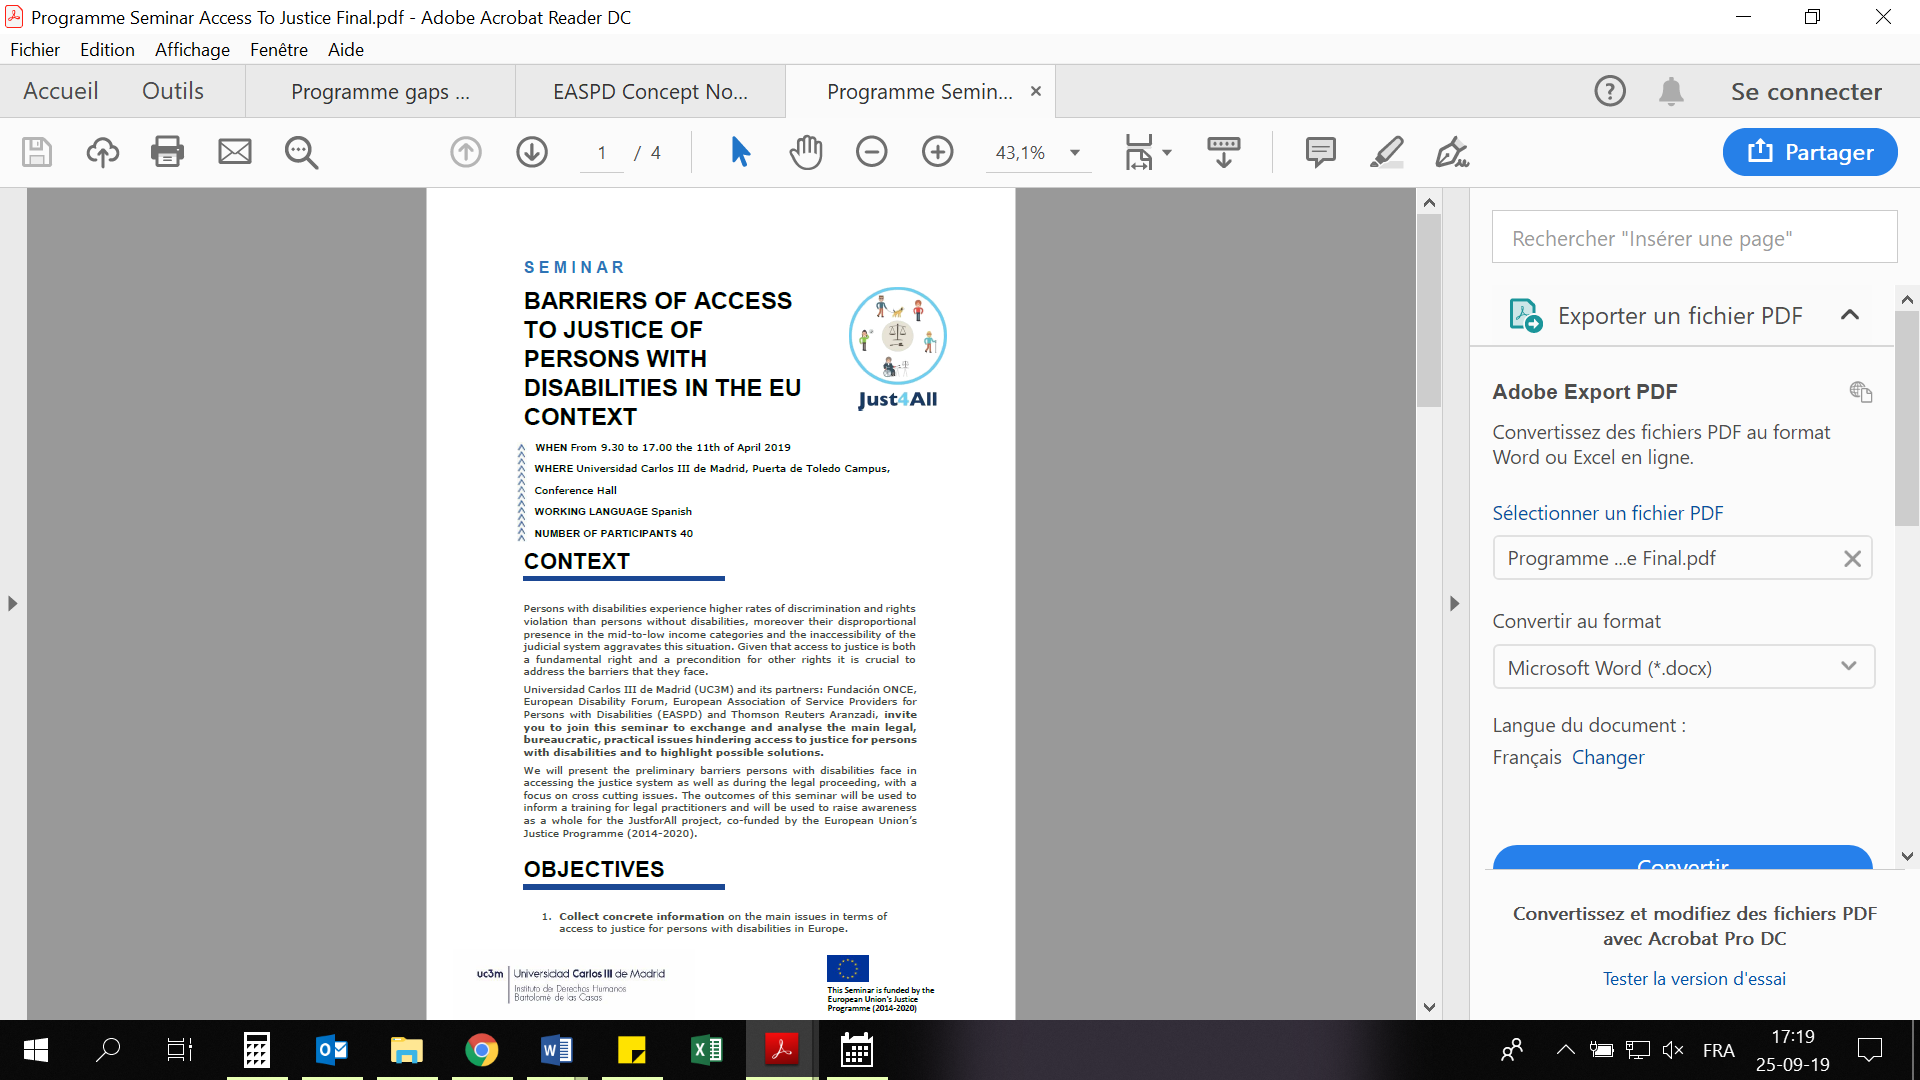 Programme Seminar Access To Justice Final.pdf - Adobe Acrobat Reader DC
Fichier Edition Affichage Fenêtre Aide
Accueil Outils Programme gaps ... EASPD Concept No... Programme Semin... Se connecter
1 / 4 43,1% Partager
SEMINAR
BARRIERS OF ACCESS
TO JUSTICE OF
PERSONS WITH
DISABILITIES IN THE EU
CONTEXT
Just4All
WHEN From 9.30 to 17.00 the 11th of April 2019
WHERE Universidad Carlos III de Madrid, Puerta de Toledo Campus,
Conference Hall
WORKING LANGUAGE Spanish
NUMBER OF PARTICIPANTS 40
CONTEXT
Persons with disabilities experience higher rates of discrimination and rights
violation than persons without disabilities, moreover their disproportional
presence in the mid-to-low income categories and the inaccessibility of the
judicial system aggravates this situation. Given that access to justice is both
a fundamental right and a precondition for other rights it is crucial to
address the barriers that they face.
Universidad Carlos III de Madrid (UC3M) and its partners: Fundación ONCE,
European Disability Forum, European Association of Service Providers for
Persons with Disabilities (EASPD) and Thomson Reuters Aranzadi, invite
you to join this seminar to exchange and analyse the main legal,
bureaucratic, practical issues hindering access to justice for persons
with disabilities and to highlight possible solutions.
We will present the preliminary barriers persons with disabilities face in
accessing the justice system as well as during the legal proceeding, with a
focus on cross cutting issues. The outcomes of this seminar will be used to
inform a training for legal practitioners and will be used to raise awareness
as a whole for the JustforAll project, co-funded by the European Union's
Justice Programme (2014-2020).
OBJECTIVES
1. Collect concrete information on the main issues in terms of
access to justice for persons with disabilities in Europe.
uc3m Universidad Carlos III de Madrid
Instituto de Derechos Humanos
Bartolomé de las Casas
This Seminar is funded by the
European Union's Justice
Programme (2014-2020)
Rechercher "Insérer une page"
Exporter un fichier PDF
Adobe Export PDF
Convertissez des fichiers PDF au format
Word ou Excel en ligne.
Sélectionner un fichier PDF
Programme ...e Final.pdf
Convertir au format
Microsoft Word (*.docx)
Langue du document :
Français Changer
Convertir
Convertissez et modifiez des fichiers PDF
avec Acrobat Pro DC
Tester la version d'essai
FRA
17:19
25-09-19